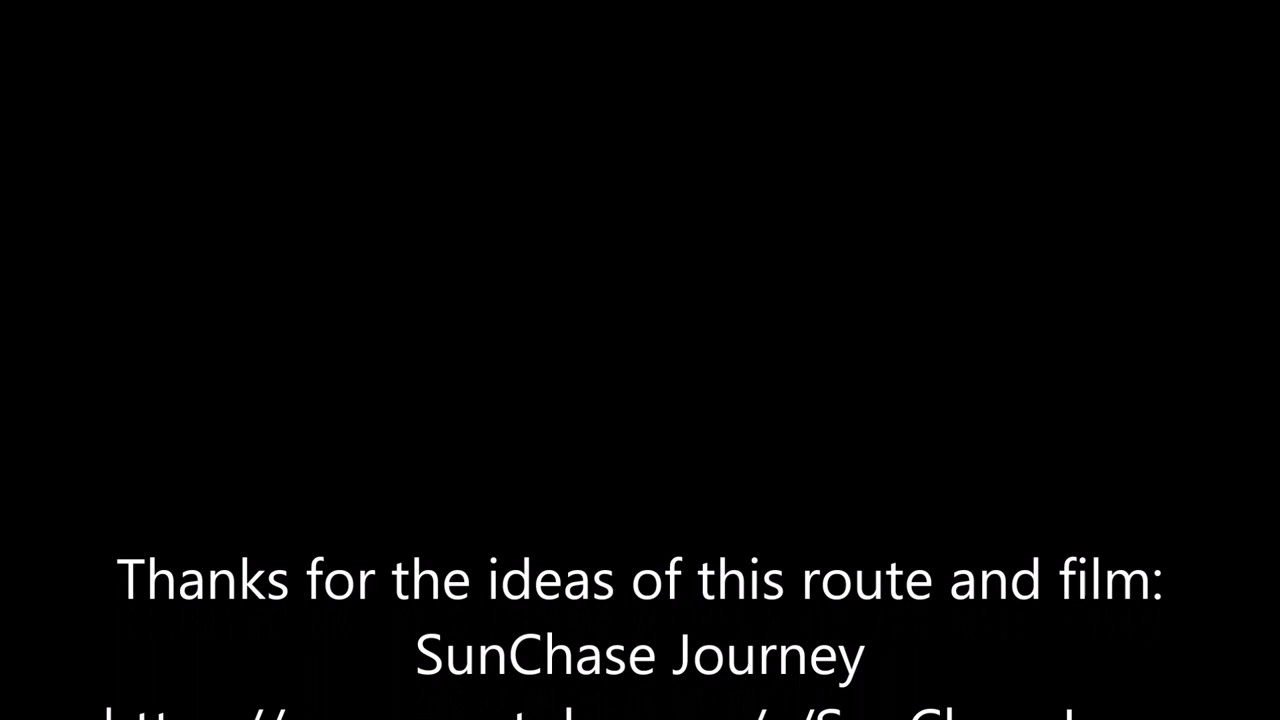 Thanks for the ideas of this route and film:
SunChase Journey